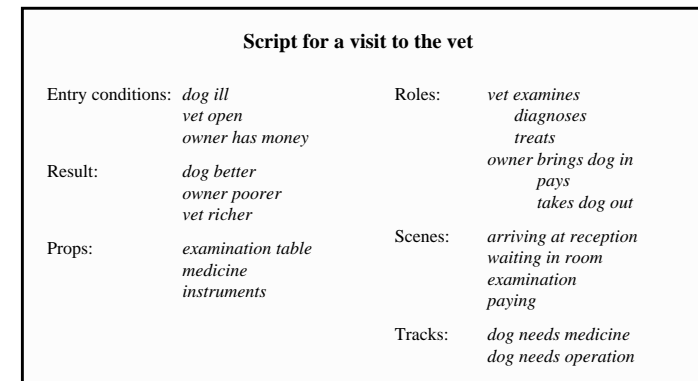 Script for a visit to the vet
Entry conditions: dog ill
vet open
owner has money
Result: dog better
owner poorer
vet richer
Props: examination table
medicine
instruments
Roles: vet examines
diagnoses
treats
owner brings dog in
pays
takes dog out
Scenes: arriving at reception
waiting in room
examination
paying
Tracks: dog needs medicine
dog needs operation